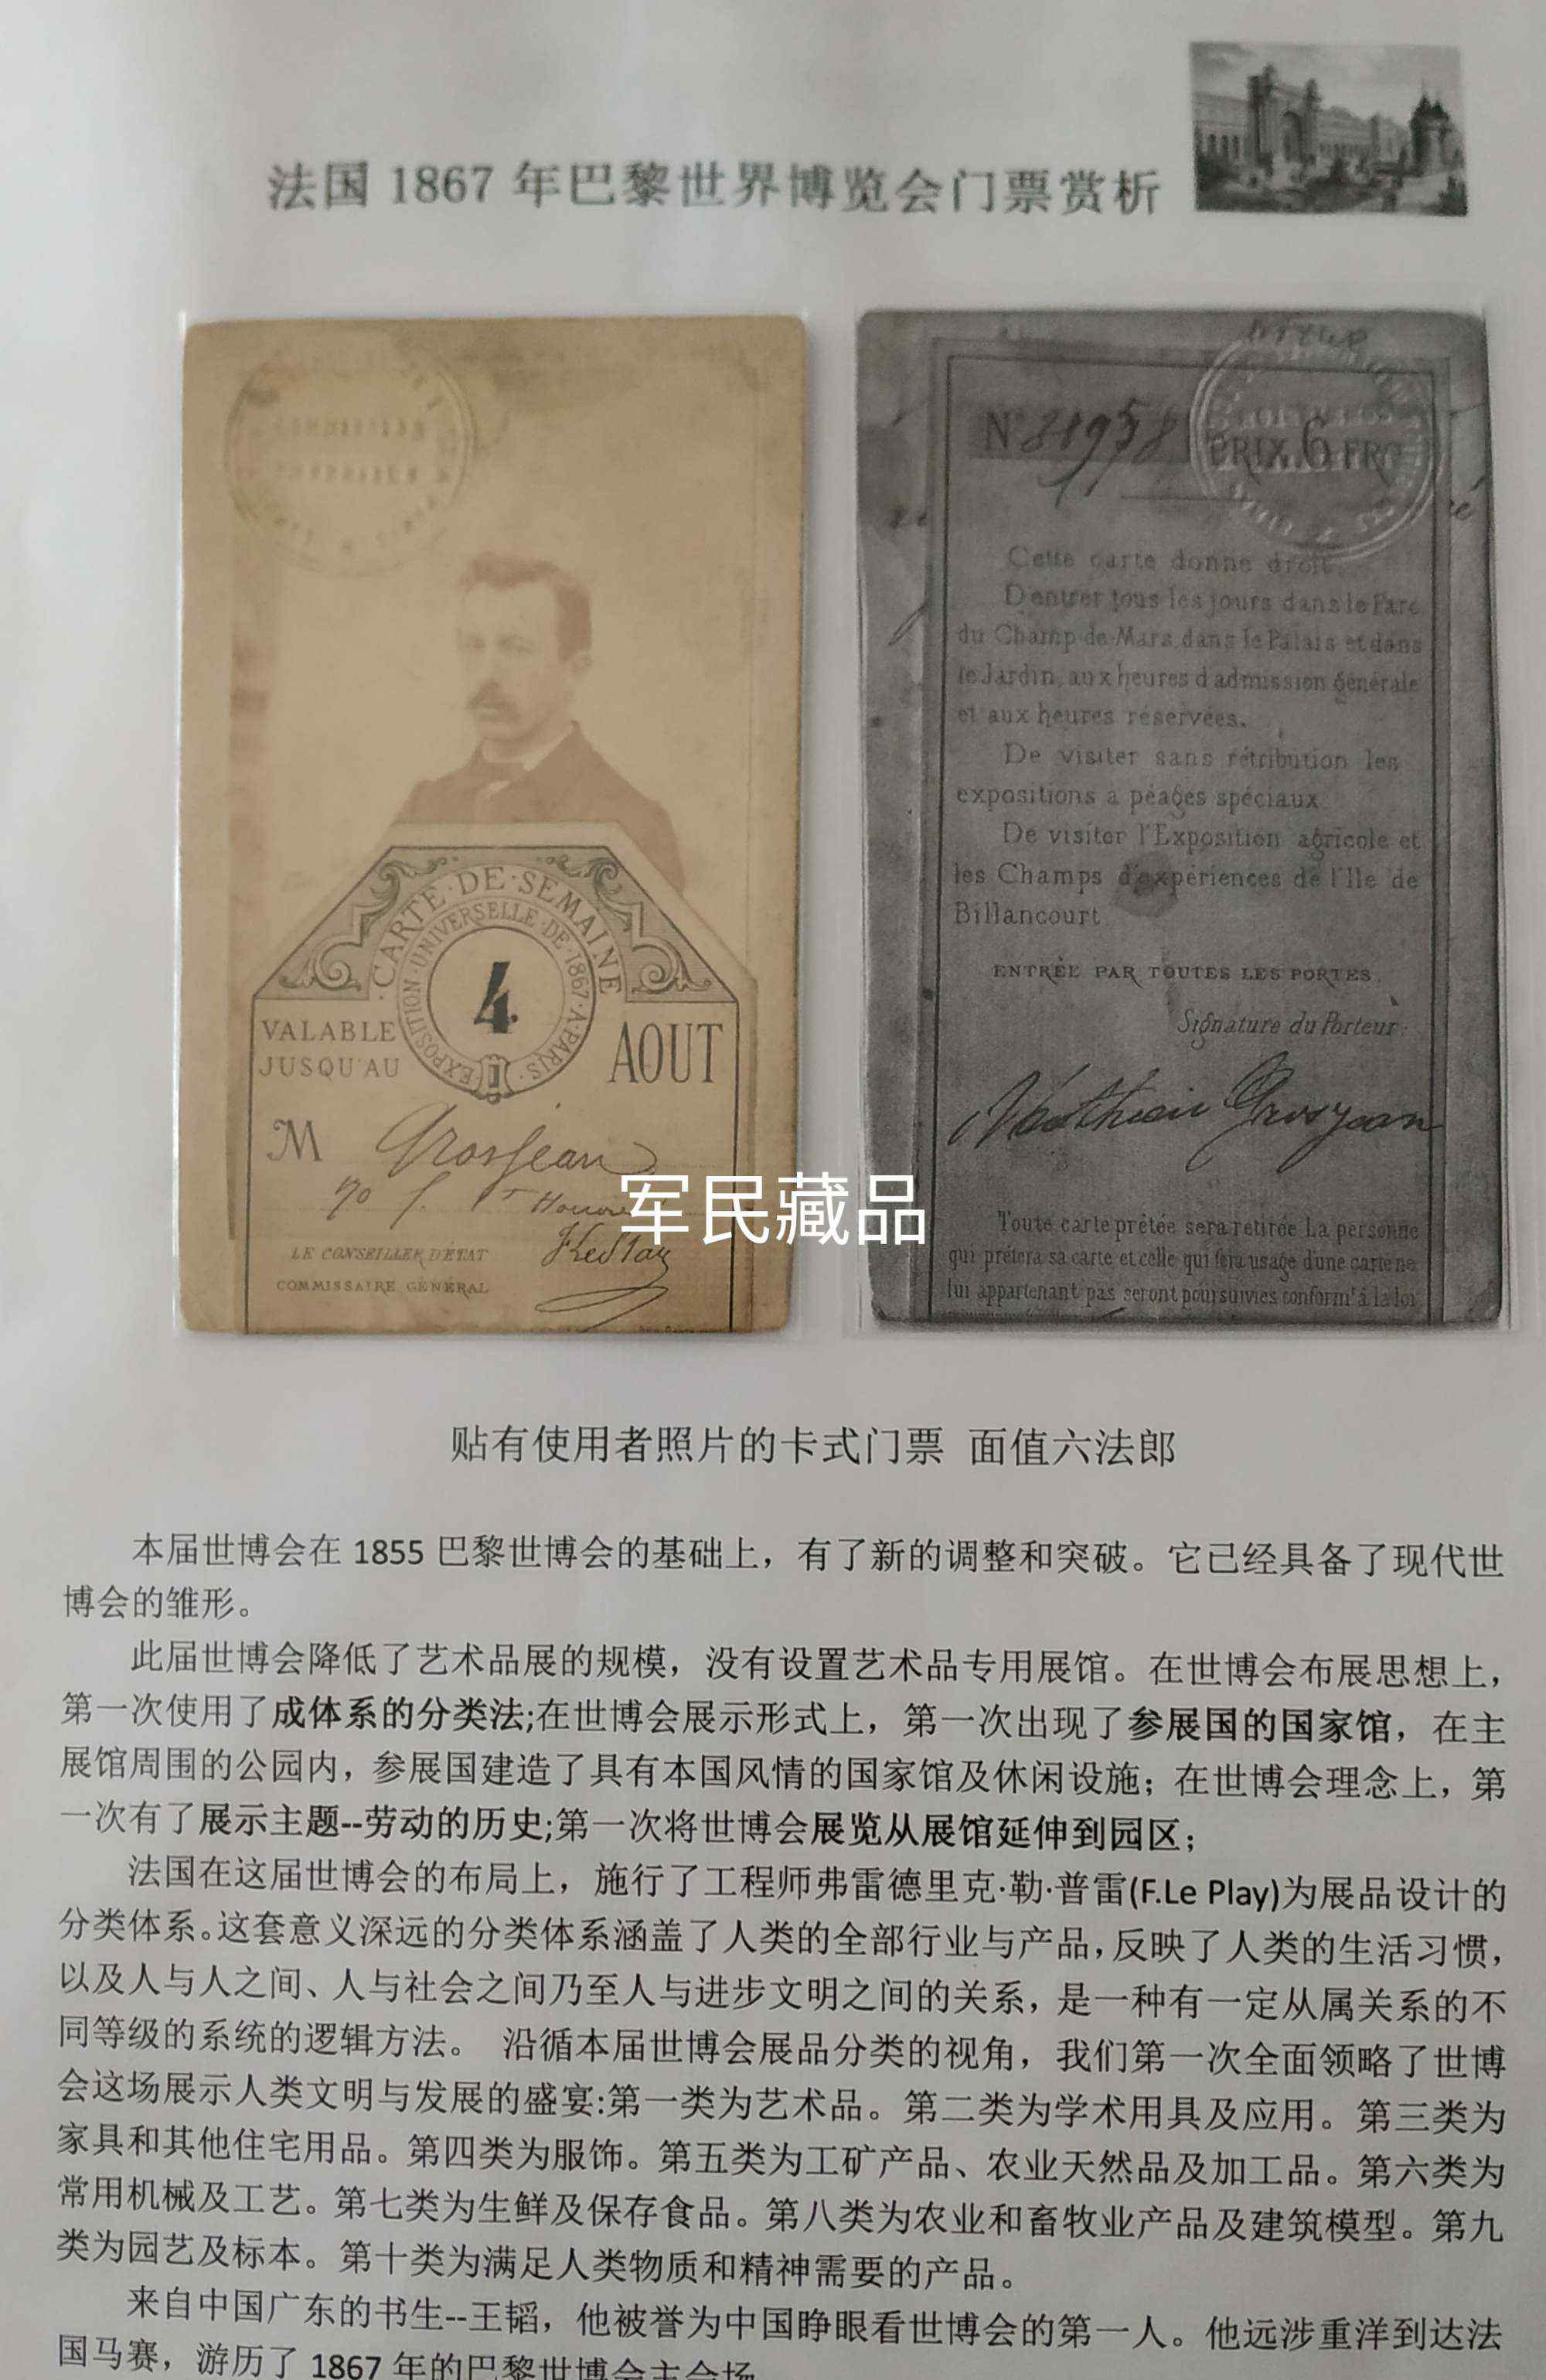 法国 1867 年巴黎世界博览会门票赏析
CARTE·DE·SEMAINE
EXPOSITION·UNIVERSELLE·DE·1867·A·PARIS·
4
VALABLE
JUSQU'AU
AOUT
M Grosjean
70
LE CONSEILLER D'ÉTAT
COMMISSAIRE GÉNÉRAL
N° 81958
PRIX 6 FR
Cette carte donne droit
D'entrer tous les jours dans le Parc
du Champ-de-Mars, dans le Palais et dans
le Jardin, aux heures d'admission générale
et aux heures réservées.
De visiter sans rétribution les
expositions a péages spéciaux
De visiter l'Exposition agricole et
les Champs d'expériences de l'Ile de
Billancourt
ENTRÉE PAR TOUTES LES PORTES
Signature du Porteur:
Grosjean
Toute carte prêtée sera retirée La personne
qui prêtera sa carte et celle qui fera usage d'une carte ne
lui appartenant pas seront poursuivies conformt à la loi
军民藏品
贴有使用者照片的卡式门票 面值六法郎
本届世博会在 1855 巴黎世博会的基础上，有了新的调整和突破。它已经具备了现代世
博会的雏形。
此届世博会降低了艺术品展的规模，没有设置艺术品专用展馆。在世博会布展思想上，
第一次使用了成体系的分类法;在世博会展示形式上，第一次出现了参展国的国家馆，在主
展馆周围的公园内，参展国建造了具有本国风情的国家馆及休闲设施；在世博会理念上，第
一次有了展示主题--劳动的历史;第一次将世博会展览从展馆延伸到园区；
法国在这届世博会的布局上，施行了工程师弗雷德里克·勒·普雷(F.Le Play)为展品设计的
分类体系。这套意义深远的分类体系涵盖了人类的全部行业与产品，反映了人类的生活习惯，
以及人与人之间、人与社会之间乃至人与进步文明之间的关系，是一种有一定从属关系的不
同等级的系统的逻辑方法。 沿循本届世博会展品分类的视角，我们第一次全面领略了世博
会这场展示人类文明与发展的盛宴:第一类为艺术品。第二类为学术用具及应用。第三类为
家具和其他住宅用品。第四类为服饰。第五类为工矿产品、农业天然品及加工品。第六类为
常用机械及工艺。第七类为生鲜及保存食品。第八类为农业和畜牧业产品及建筑模型。第九
类为园艺及标本。第十类为满足人类物质和精神需要的产品。
来自中国广东的书生--王韬，他被誉为中国睁眼看世博会的第一人。他远涉重洋到达法
国马赛，游历了 1867 年的巴黎世博会主会场